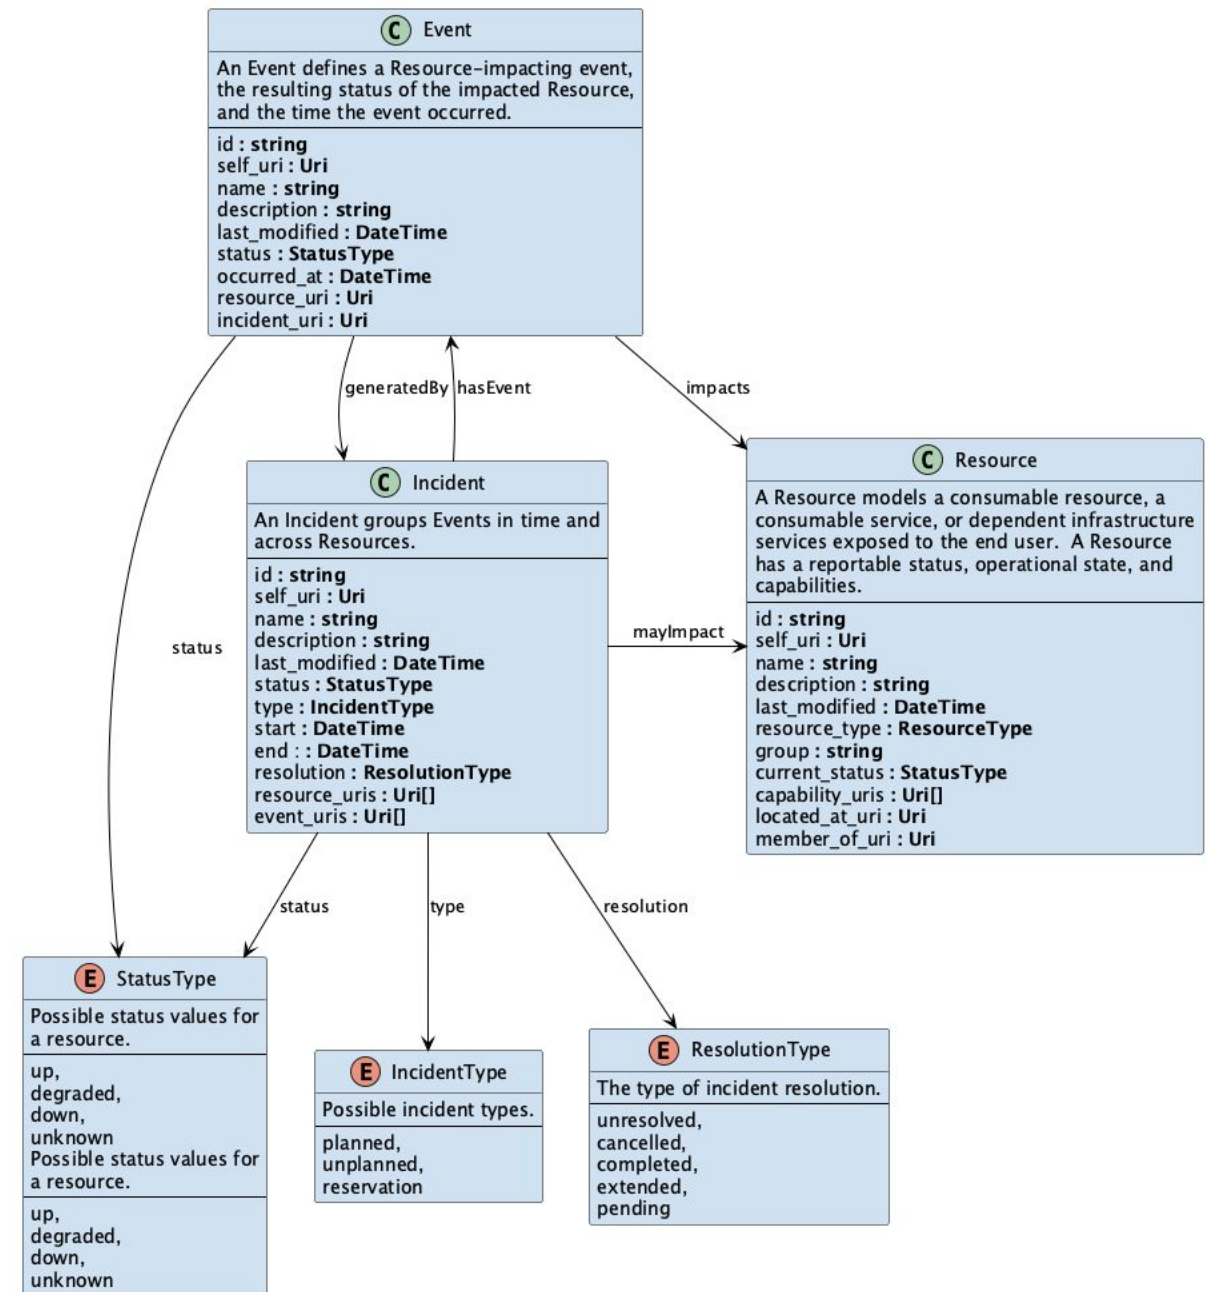 C Event
An Event defines a Resource-impacting event,
the resulting status of the impacted Resource,
and the time the event occurred.
id : string
self_uri : Uri
name : string
description : string
last_modified : DateTime
status : StatusType
occurred_at : DateTime
resource_uri : Uri
incident_uri : Uri
generatedBy
hasEvent
impacts
C Incident
An Incident groups Events in time and
across Resources.
id : string
self_uri : Uri
name : string
description : string
last_modified : DateTime
status : StatusType
type : IncidentType
start : DateTime
end : : DateTime
resolution : ResolutionType
resource_uris : Uri[]
event_uris : Uri[]
mayImpact
C Resource
A Resource models a consumable resource, a
consumable service, or dependent infrastructure
services exposed to the end user. A Resource
has a reportable status, operational state, and
capabilities.
id : string
self_uri : Uri
name : string
description : string
last_modified : DateTime
resource_type : ResourceType
group : string
current_status : StatusType
capability_uris : Uri[]
located_at_uri : Uri
member_of_uri : Uri
status
status
type
resolution
E StatusType
Possible status values for
a resource.
up,
degraded,
down,
unknown
Possible status values for
a resource.
up,
degraded,
down,
unknown
E IncidentType
Possible incident types.
planned,
unplanned,
reservation
E ResolutionType
The type of incident resolution.
unresolved,
cancelled,
completed,
extended,
pending